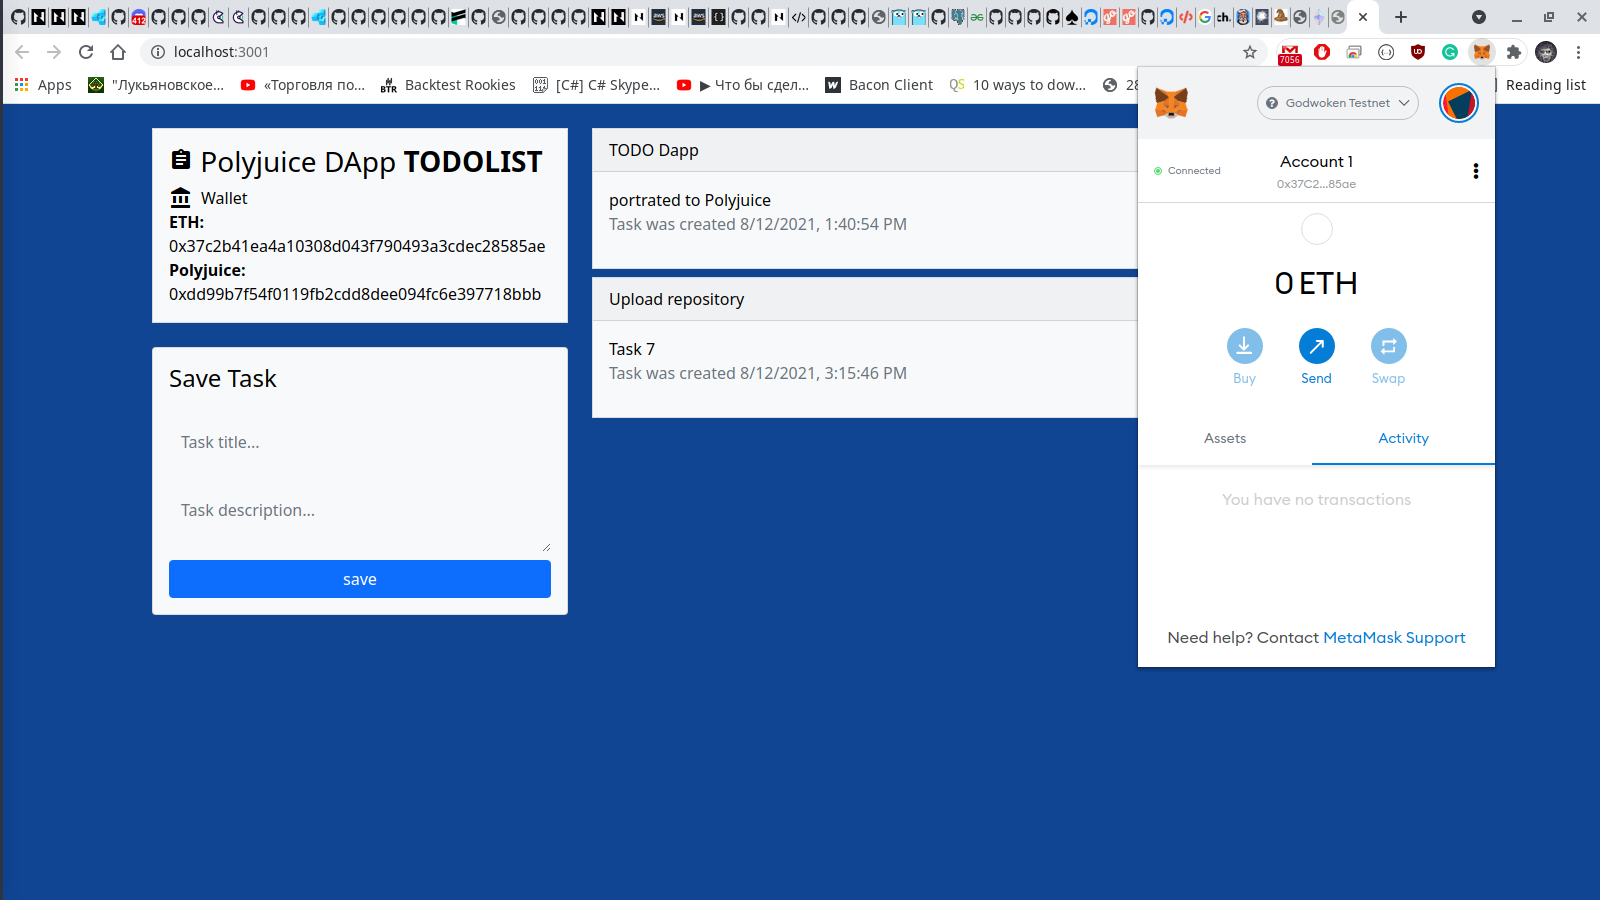 412
ch.
localhost:3001
7056
Apps
"Лукьяновское...
«Торговля по...
BTR
Backtest Rookies
[C#] C# Skype...
▶ Что бы сдел...
W
Bacon Client
QS
10 ways to dow...
28
Reading list
Polyjuice DApp TODOLIST
Wallet
ETH:
0x37c2b41ea4a10308d043f790493a3cdec28585ae
Polyjuice:
0xdd99b7f54f0119fb2cdd8dee094fc6e397718bbb
Save Task
Task title...
Task description...
save
TODO Dapp
portrated to Polyjuice
Task was created 8/12/2021, 1:40:54 PM
Upload repository
Task 7
Task was created 8/12/2021, 3:15:46 PM
Godwoken Testnet
Connected
Account 1
0x37C2...85ae
0 ETH
Buy
Send
Swap
Assets
Activity
You have no transactions
Need help? Contact MetaMask Support